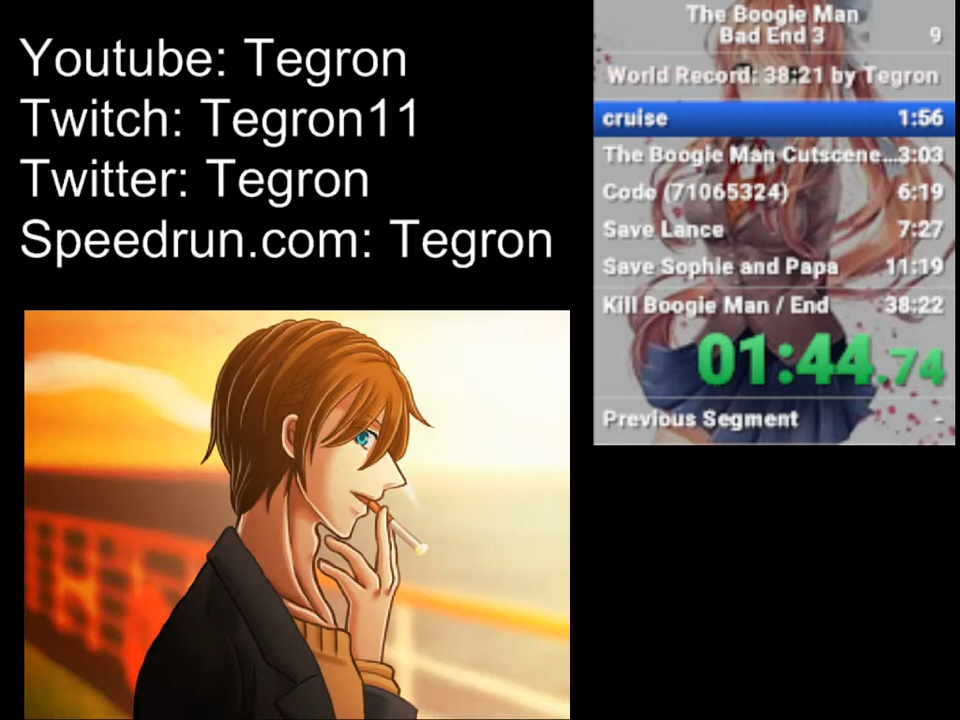 Youtube: Tegron
Twitch: Tegron11
Twitter: Tegron
Speedrun.com: Tegron
The Boogie Man
Bad End 3 9
World Record: 38:21 by Tegron
cruise 1:56
The Boogie Man Cutscene...3:03
Code (71065324) 6:19
Save Lance 7:27
Save Sophie and Papa 11:19
Kill Boogie Man / End 38:22
01:44.74
Previous Segment -